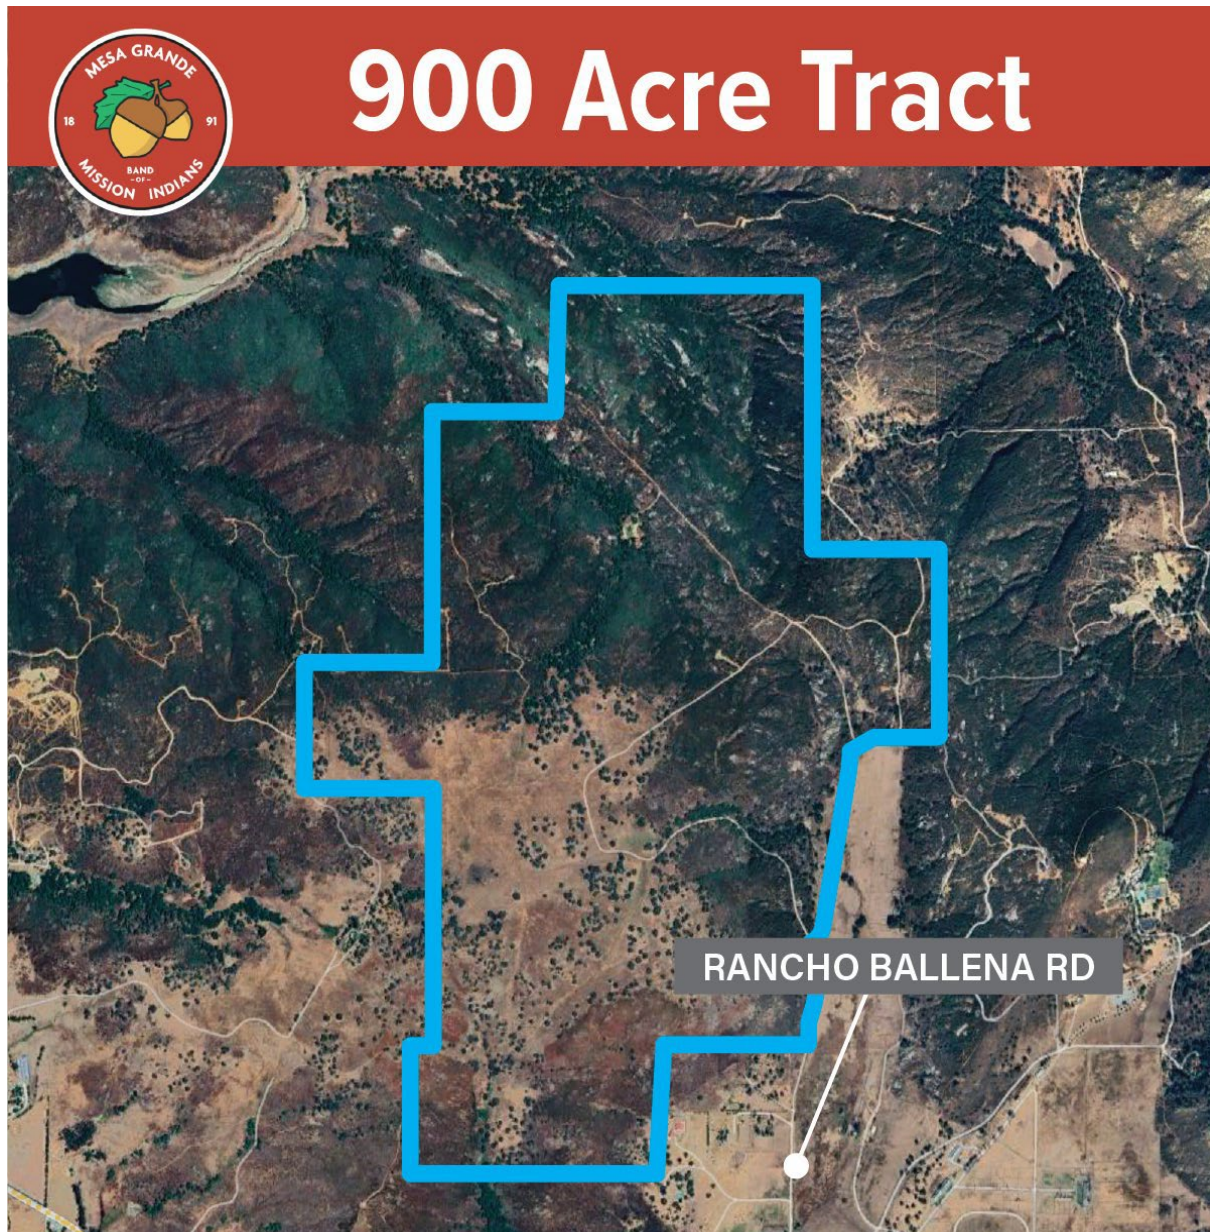 MESA GRANDE
18 91
BAND
-OF-
MISSION INDIANS
900 Acre Tract
RANCHO BALLENA RD